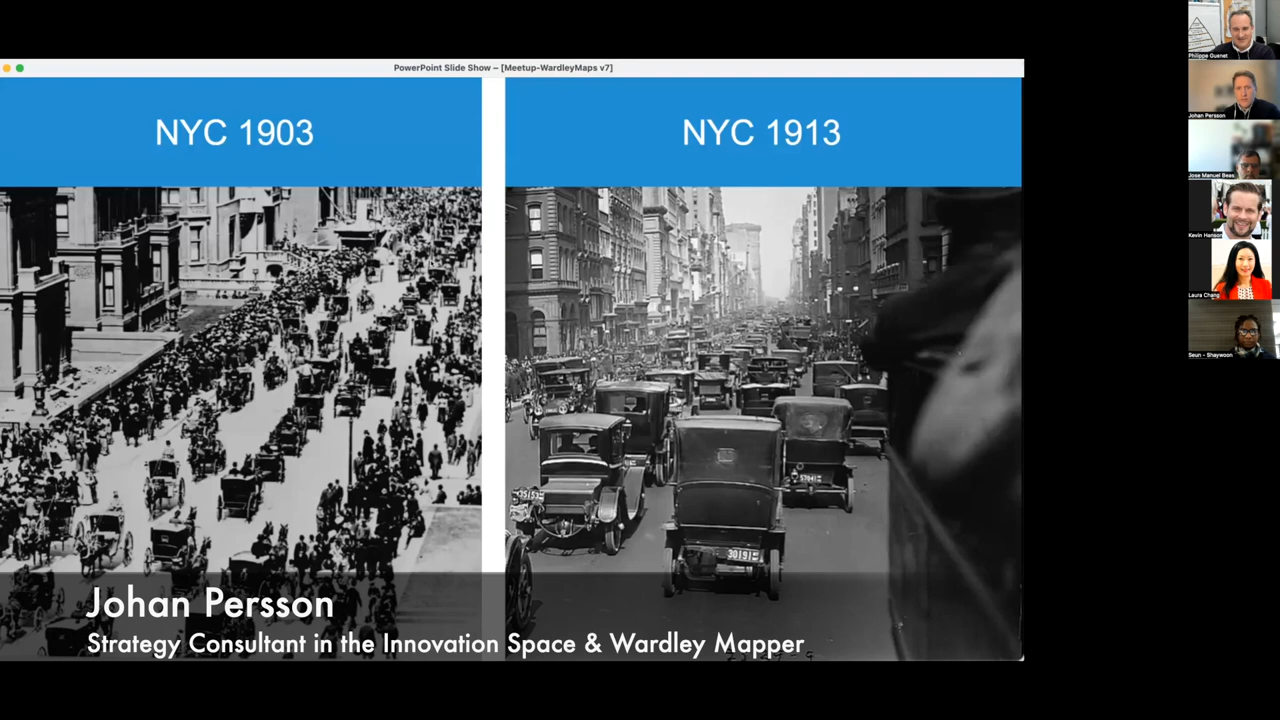 PowerPoint Slide Show – [Meetup-WardleyMaps v7]
NYC 1903
NYC 1913
30191
Johan Persson
Strategy Consultant in the Innovation Space & Wardley Mapper
Philippe Guenet
Johan Persson
Jose Manuel Beas
Kevin Hanson
Laura Chang
Seun - Shaywoon